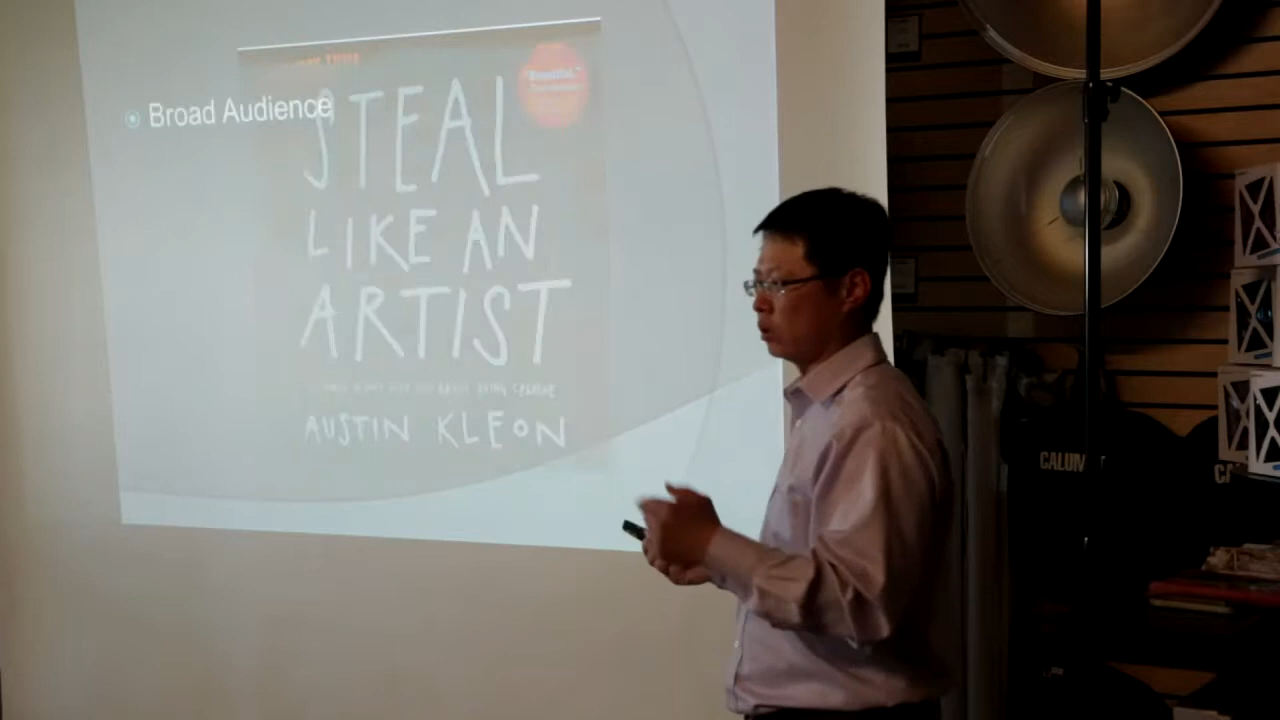 Broad Audience
STEAL
LIKE AN
ARTIST
AUSTIN KLEON
CALUM